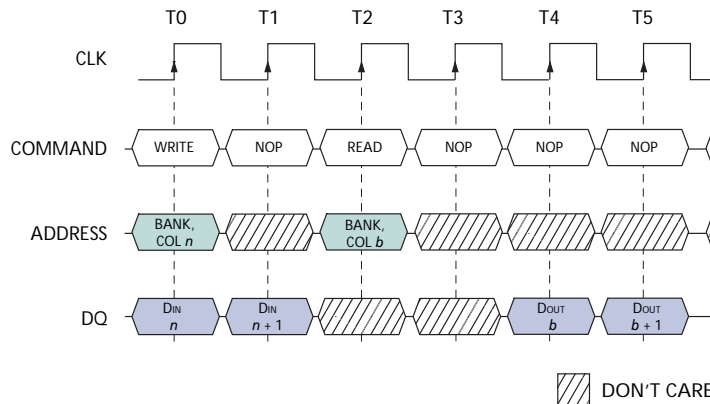 T0 T1 T2 T3 T4 T5
CLK
COMMAND WRITE NOP READ NOP NOP NOP
ADDRESS BANK, COL n BANK, COL b
DQ DIN n DIN n + 1 DOUT b DOUT b + 1
DON'T CARE